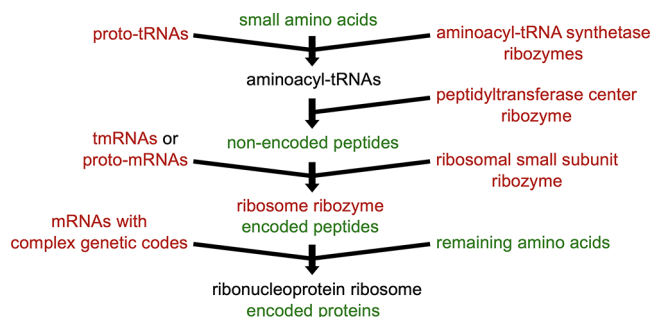 small amino acids
proto-tRNAs
aminoacyl-tRNA synthetase
ribozymes
aminoacyl-tRNAs
peptidyltransferase center
ribozyme
non-encoded peptides
tmRNAs or
proto-mRNAs
ribosomal small subunit
ribozyme
ribosome ribozyme
encoded peptides
mRNAs with
complex genetic codes
remaining amino acids
ribonucleoprotein ribosome
encoded proteins